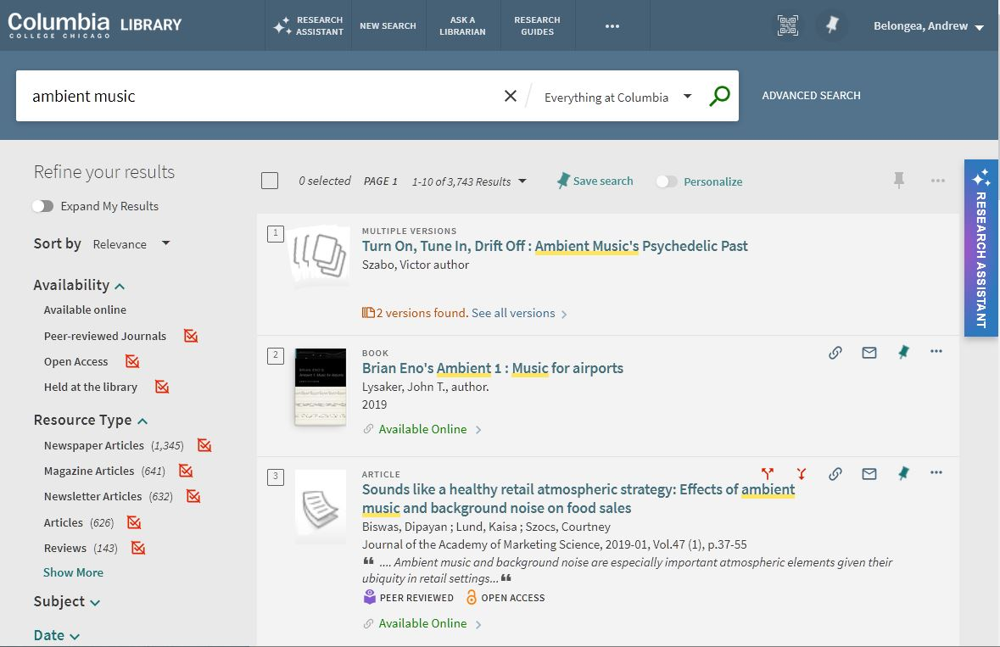 Columbia LIBRARY
COLLEGE CHICAGO
RESEARCH ASSISTANT
NEW SEARCH
ASK A LIBRARIAN
RESEARCH GUIDES
Belongea, Andrew
ambient music
Everything at Columbia
ADVANCED SEARCH
Refine your results
Expand My Results
Sort by Relevance
Availability
Available online
Peer-reviewed Journals
Open Access
Held at the library
Resource Type
Newspaper Articles (1,345)
Magazine Articles (641)
Newsletter Articles (632)
Articles (626)
Reviews (143)
Show More
Subject
Date
0 selected PAGE 1 1-10 of 3,743 Results Save search Personalize
1
MULTIPLE VERSIONS
Turn On, Tune In, Drift Off : Ambient Music's Psychedelic Past
Szabo, Victor author
2 versions found. See all versions
2
BOOK
Brian Eno's Ambient 1 : Music for airports
Lysaker, John T., author.
2019
Available Online
3
ARTICLE
Sounds like a healthy retail atmospheric strategy: Effects of ambient
music and background noise on food sales
Biswas, Dipayan ; Lund, Kaisa ; Szocs, Courtney
Journal of the Academy of Marketing Science, 2019-01, Vol.47 (1), p.37-55
❝ .... Ambient music and background noise are especially important atmospheric elements given their
ubiquity in retail settings... ❝
PEER REVIEWED OPEN ACCESS
Available Online
RESEARCH ASSISTANT